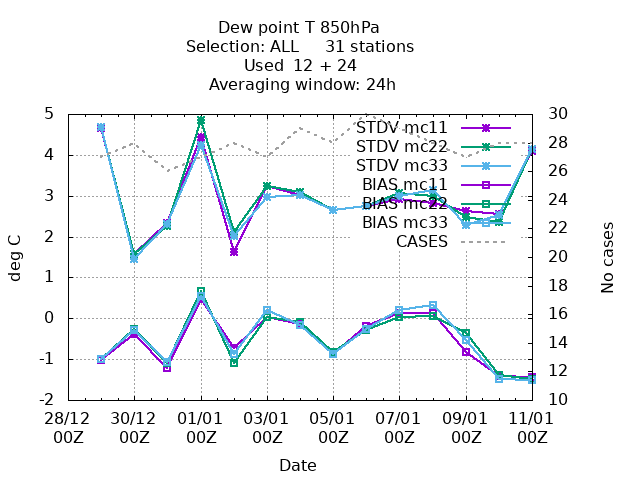 Dew point T 850hPa
Selection: ALL     31 stations
Used  12 + 24
Averaging window: 24h
STDV mc11
STDV mc22
STDV mc33
BIAS mc11
BIAS mc22
BIAS mc33
CASES
deg C
5
4
3
2
1
0
-1
-2
No cases
30
28
26
24
22
20
18
16
14
12
10
28/12 30/12 01/01 03/01 05/01 07/01 09/01 11/01
00Z 00Z 00Z 00Z 00Z 00Z 00Z 00Z
Date